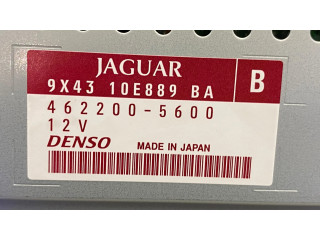 JAGUAR
9X43 10E889 BA
B
462200-5600
12V
DENSO MADE IN JAPAN